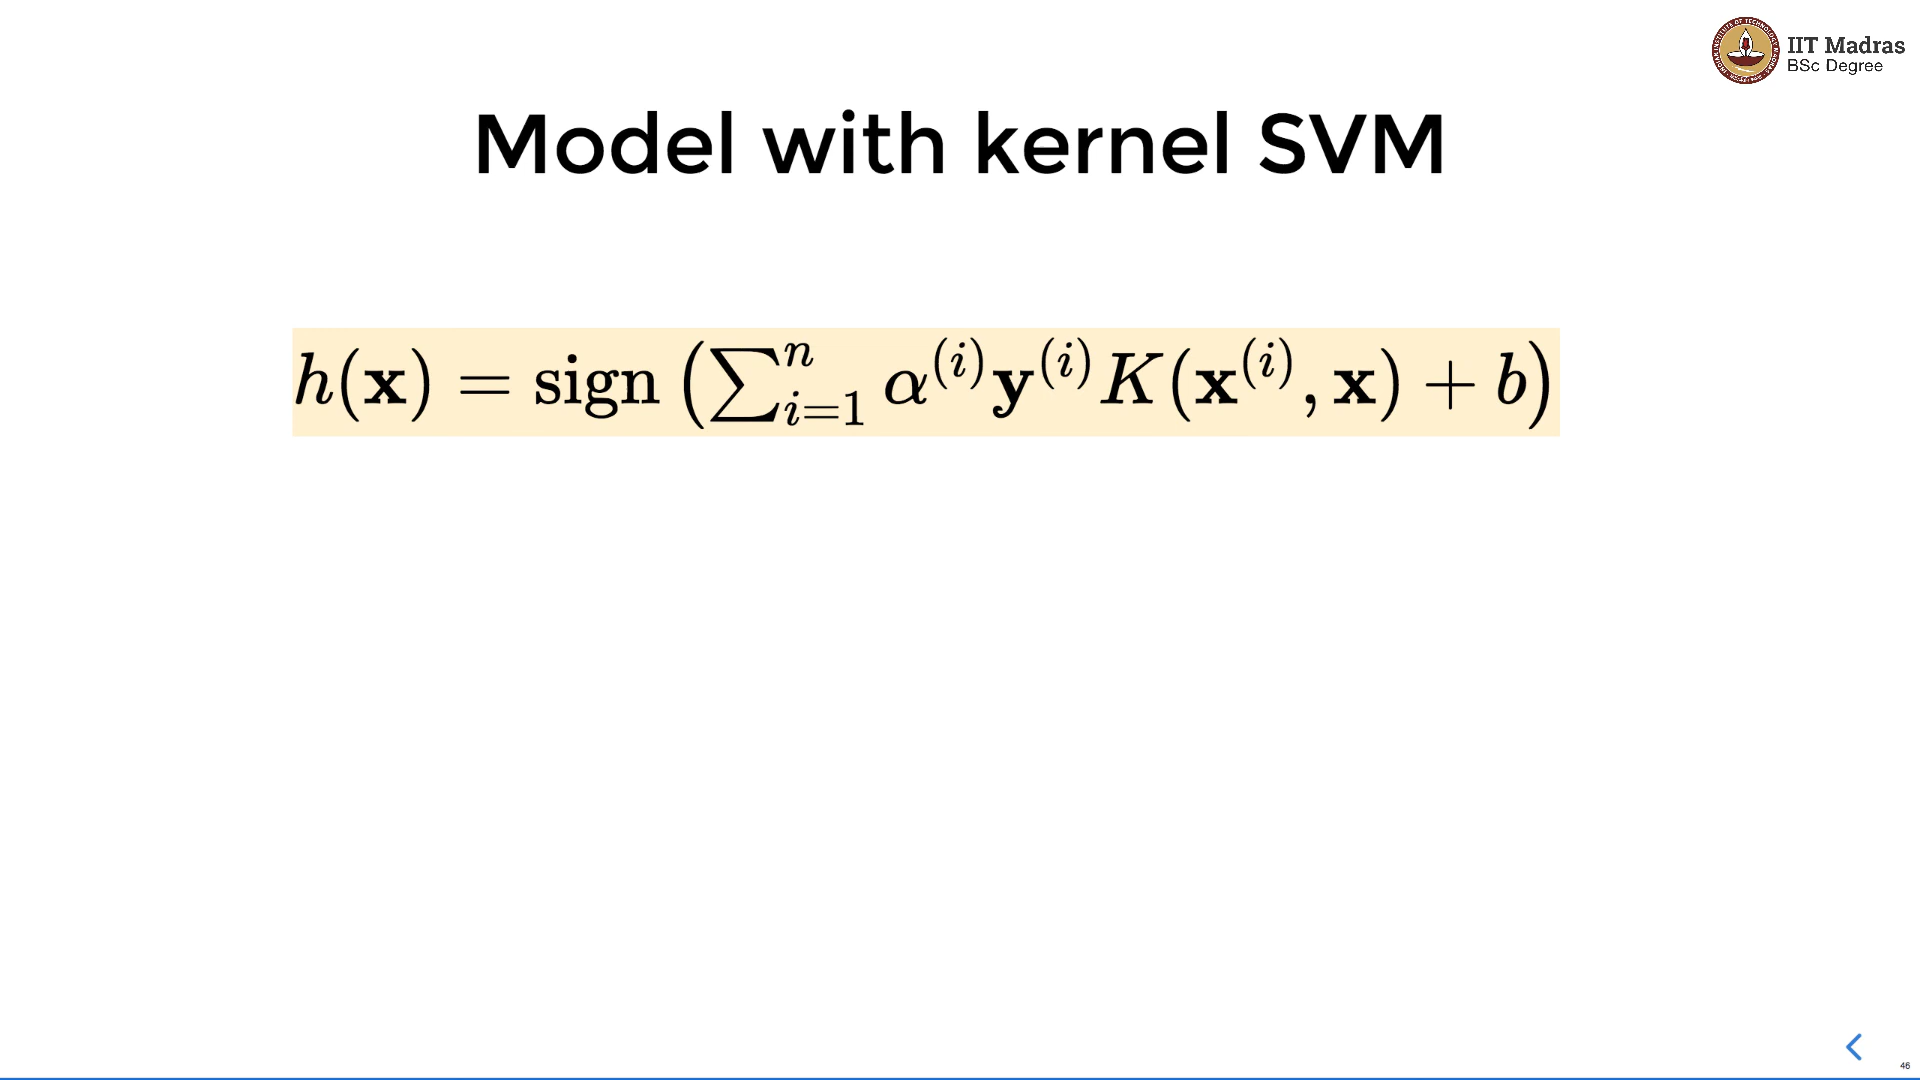 IIT Madras
BSc Degree
Model with kernel SVM
h(𝐱) = sign (∑ⁿᵢ₌₁ α⁽ⁱ⁾𝐲⁽ⁱ⁾K(𝐱⁽ⁱ⁾, 𝐱) + b)
46